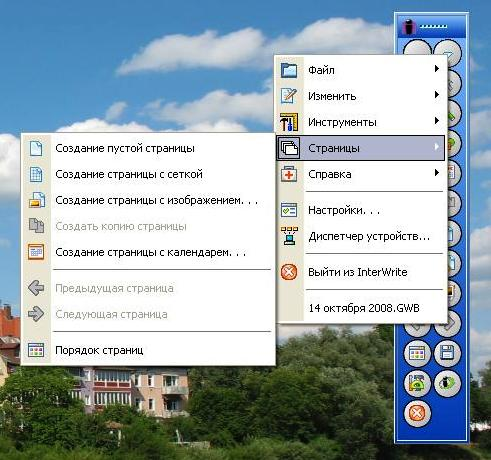 Файл
Изменить
Инструменты
Страницы
Справка
Настройки. . .
Диспетчер устройств...
Выйти из InterWrite
14 октября 2008.GWB
Создание пустой страницы
Создание страницы с сеткой
Создание страницы с изображением. . .
Создать копию страницы
Создание страницы с календарем. . .
Предыдущая страница
Следующая страница
Порядок страниц